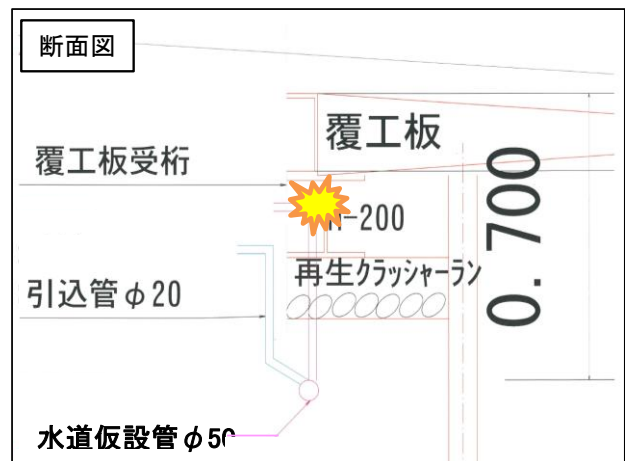 断面図
覆工板
覆工板受桁
H-200
再生クラッシャーラン
引込管φ20
0.700
水道仮設管φ50